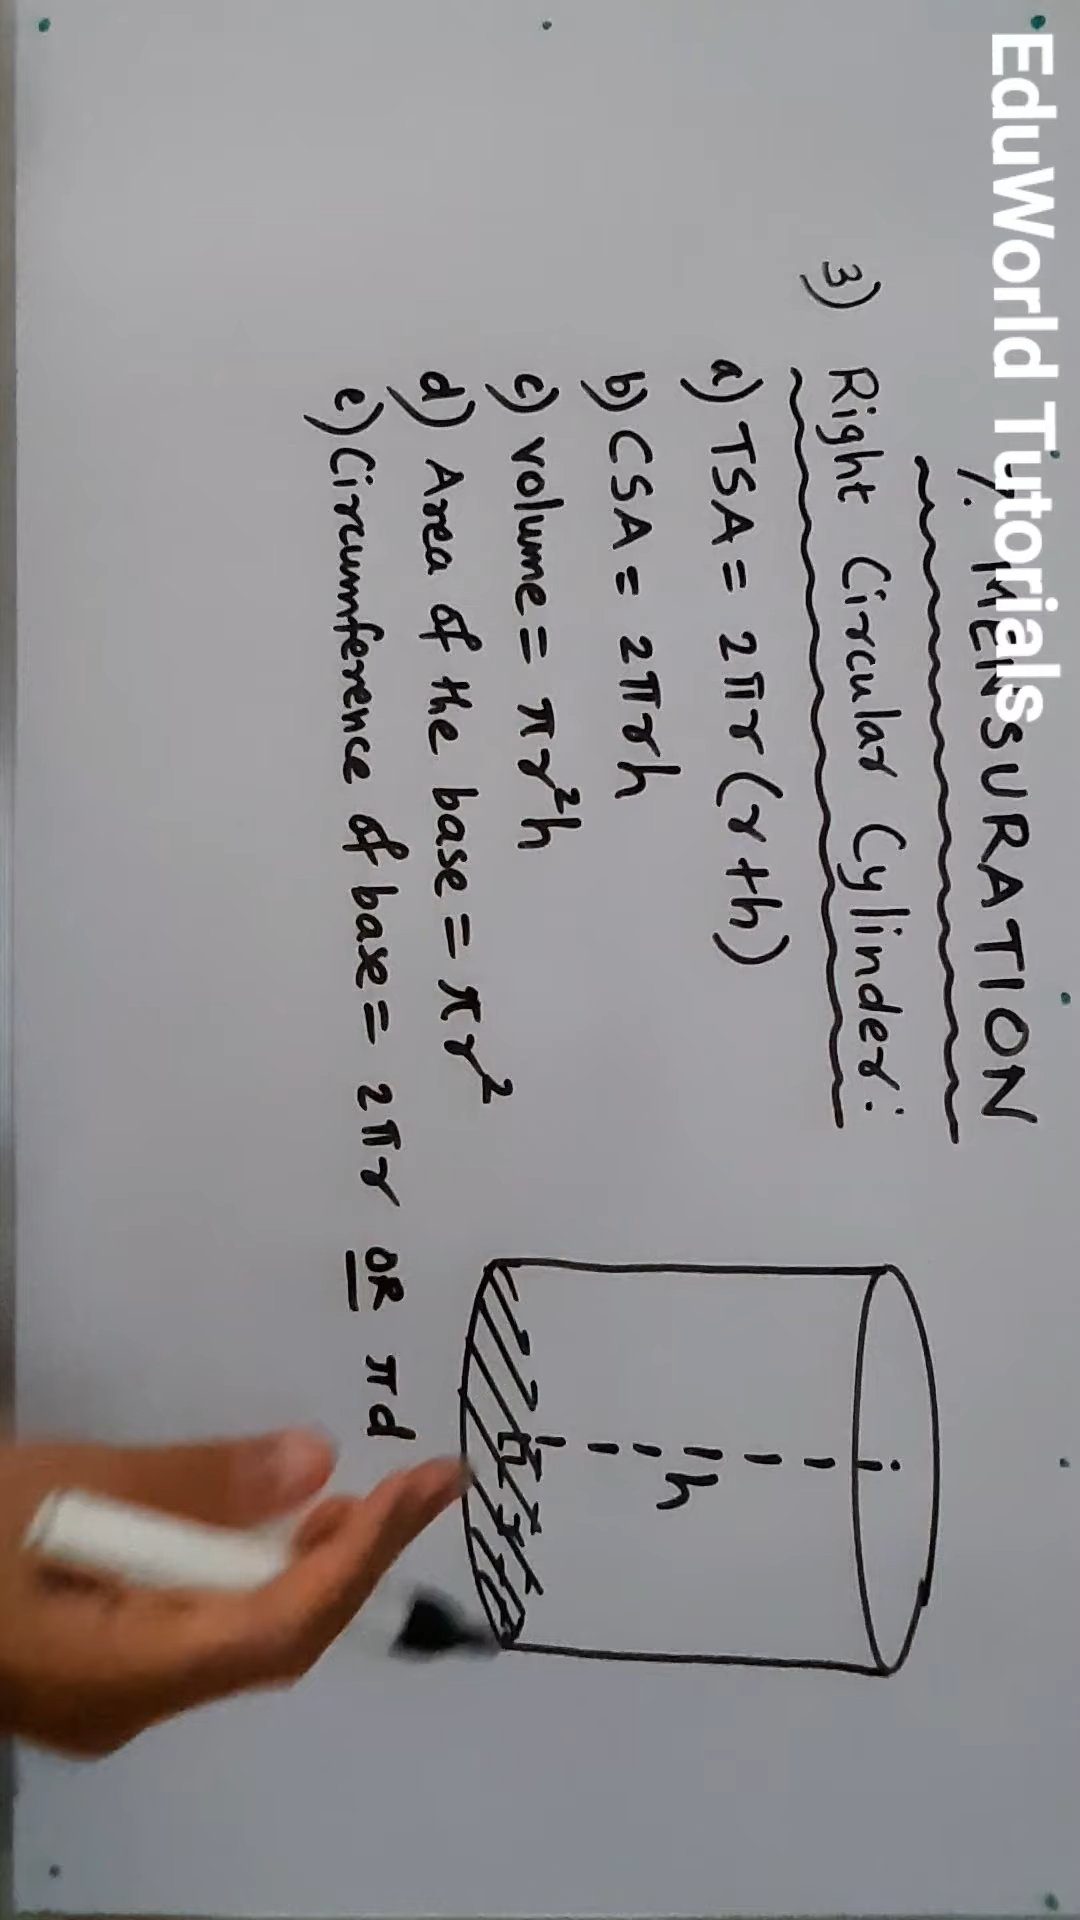 EduWorld Tutorials
7. MENSURATION
3) Right Circular Cylinder:
a) TSA = 2πr(r+h)
b) CSA = 2πrh
c) volume = πr²h
d) Area of the base = πr²
e) Circumference of base = 2πr OR πd
h